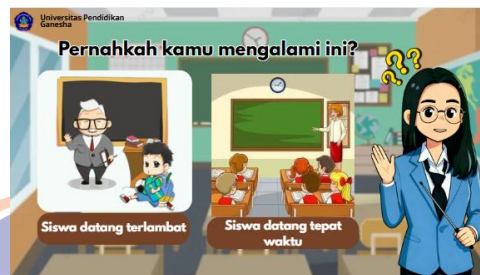 Universitas Pendidikan
Ganesha
Pernahkah kamu mengalami ini?
???
Siswa datang terlambat
Siswa datang tepat
waktu